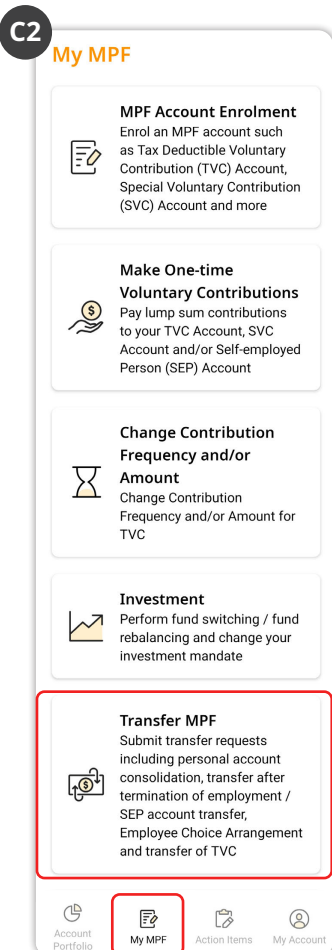 C2
My MPF
MPF Account Enrolment
Enrol an MPF account such
as Tax Deductible Voluntary
Contribution (TVC) Account,
Special Voluntary Contribution
(SVC) Account and more
Make One-time
Voluntary Contributions
Pay lump sum contributions
to your TVC Account, SVC
Account and/or Self-employed
Person (SEP) Account
Change Contribution
Frequency and/or
Amount
Change Contribution
Frequency and/or Amount for
TVC
Investment
Perform fund switching / fund
rebalancing and change your
investment mandate
Transfer MPF
Submit transfer requests
including personal account
consolidation, transfer after
termination of employment /
SEP account transfer,
Employee Choice Arrangement
and transfer of TVC
Account
Portfolio
My MPF
Action Items
My Account